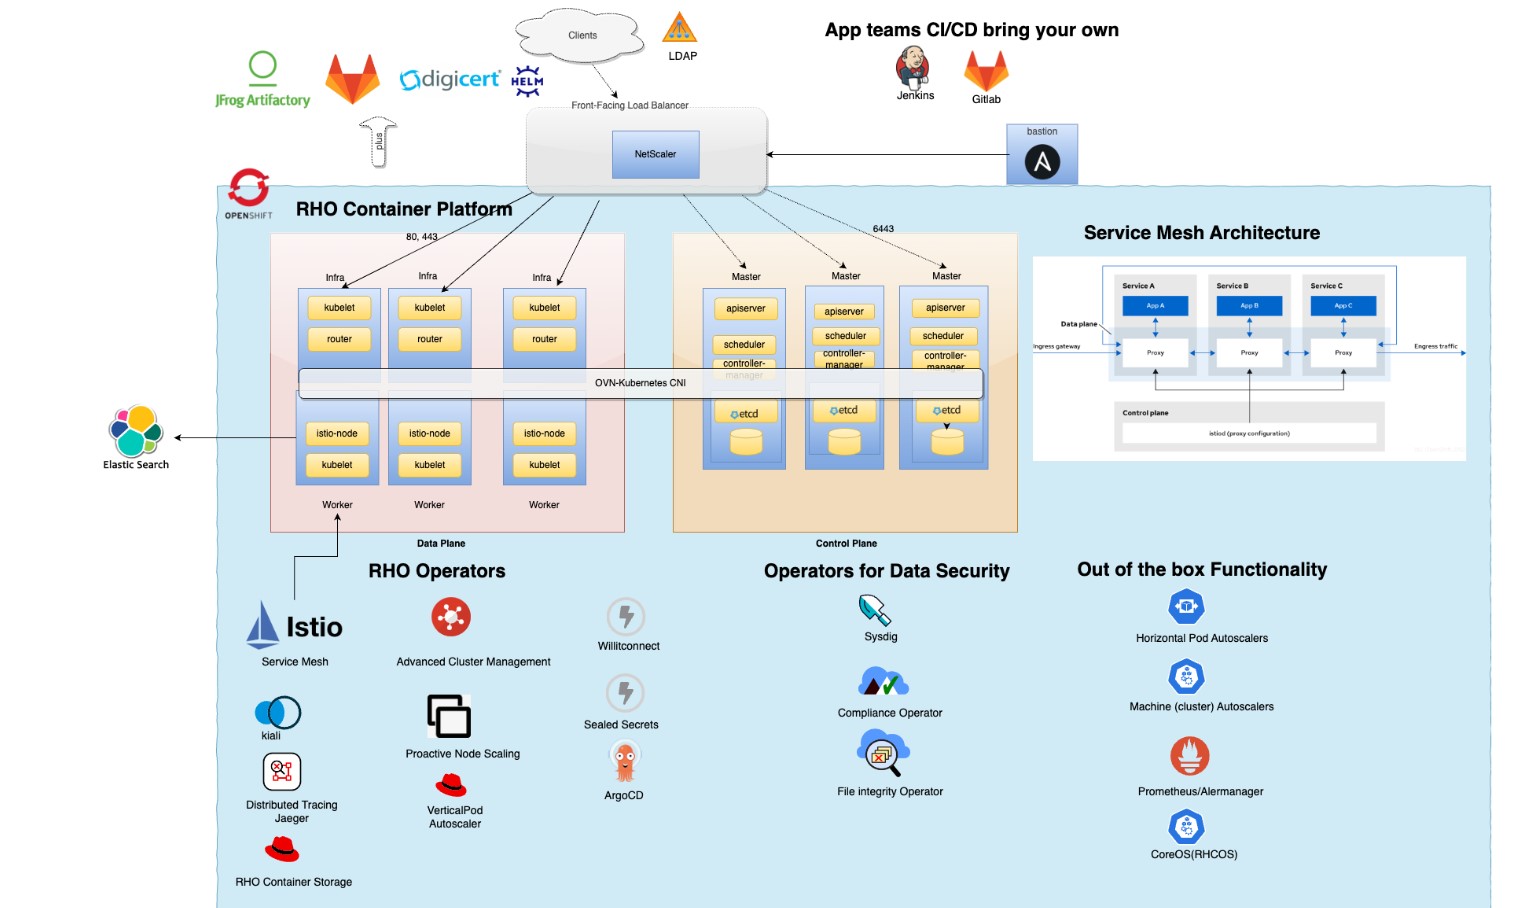 Clients
LDAP
App teams CI/CD bring your own
JFrog Artifactory
digicert
HELM
Jenkins
Gitlab
plus
Front-Facing Load Balancer
NetScaler
bastion
OPENSHIFT
RHO Container Platform
80, 443
6443
Service Mesh Architecture
Infra
Infra
Infra
kubelet
kubelet
kubelet
router
router
router
Master
Master
Master
apiserver
apiserver
apiserver
scheduler
scheduler
scheduler
controller-
manager
controller-
manager
controller-
manager
OVN-Kubernetes CNI
etcd
etcd
etcd
istio-node
istio-node
istio-node
kubelet
kubelet
kubelet
Worker
Worker
Worker
Data Plane
Control Plane
Elastic Search
Service A
Service B
Service C
App A
App B
App C
Data plane
Ingress gateway
Proxy
Proxy
Proxy
Engress traffic
Control plane
istiod (proxy configuration)
RHO Operators
Operators for Data Security
Out of the box Functionality
Istio
Service Mesh
kiali
Distributed Tracing
Jaeger
RHO Container Storage
Advanced Cluster Management
Proactive Node Scaling
VerticalPod
Autoscaler
Willitconnect
Sealed Secrets
ArgoCD
Sysdig
Compliance Operator
File integrity Operator
Horizontal Pod Autoscalers
Machine (cluster) Autoscalers
Prometheus/Alermanager
CoreOS(RHCOS)